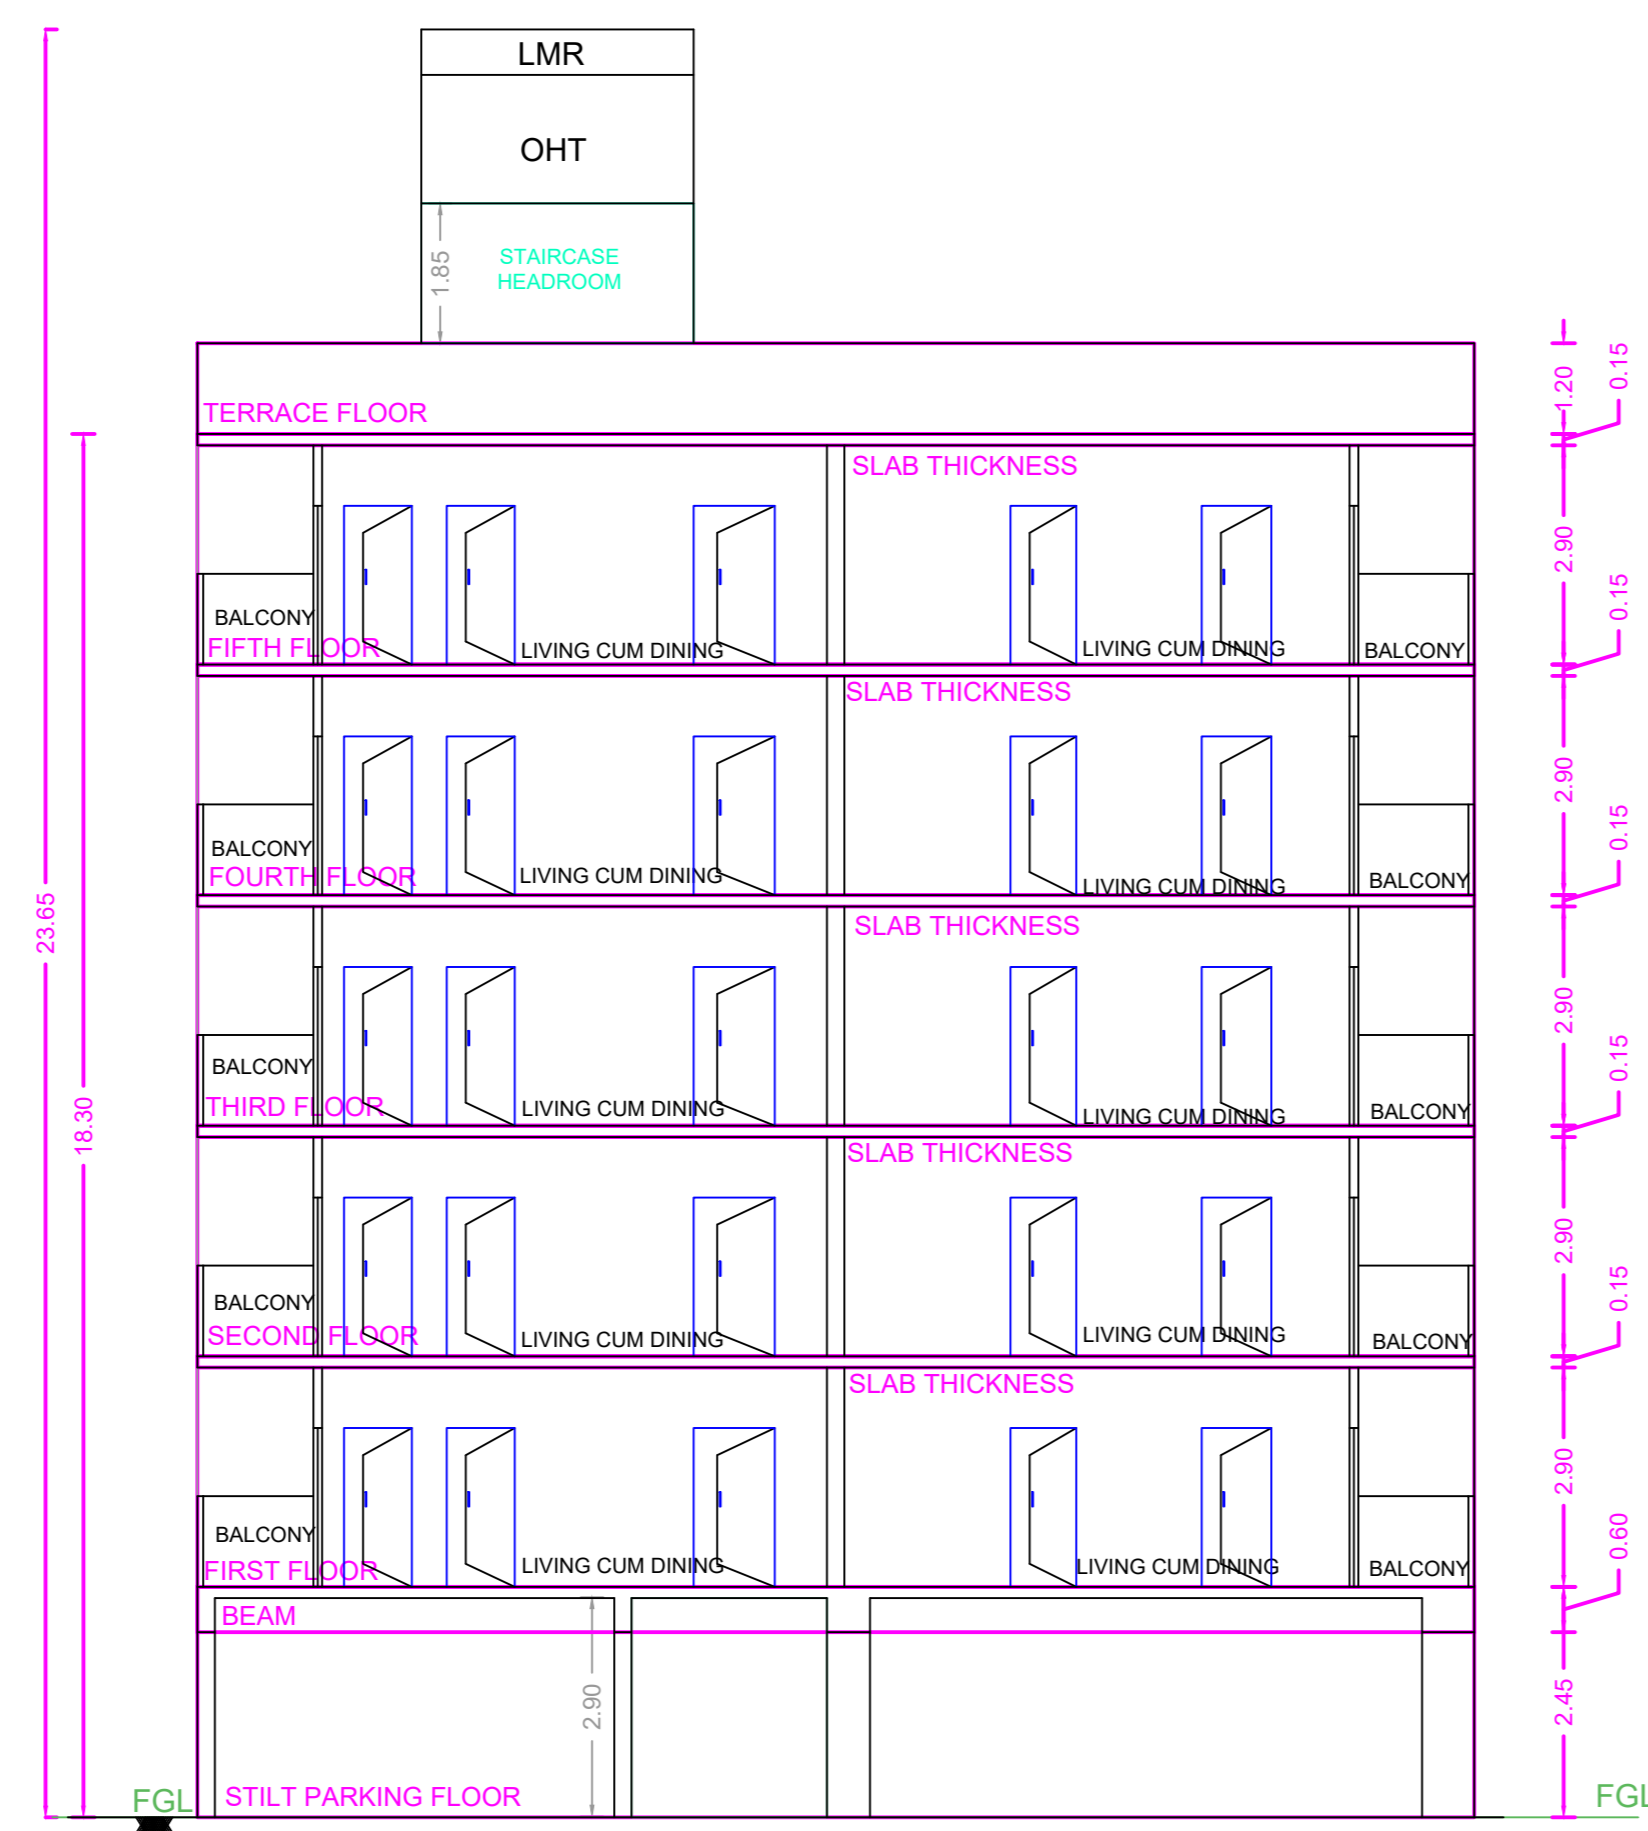 LMR
OHT
STAIRCASE
HEADROOM
1.85
TERRACE FLOOR
1.20
0.15
SLAB THICKNESS
2.90
BALCONY
FIFTH FLOOR
LIVING CUM DINING
LIVING CUM DINING
BALCONY
0.15
SLAB THICKNESS
2.90
BALCONY
FOURTH FLOOR
LIVING CUM DINING
LIVING CUM DINING
BALCONY
0.15
23.65
SLAB THICKNESS
2.90
BALCONY
THIRD FLOOR
LIVING CUM DINING
LIVING CUM DINING
BALCONY
0.15
18.30
SLAB THICKNESS
2.90
BALCONY
SECOND FLOOR
LIVING CUM DINING
LIVING CUM DINING
BALCONY
0.15
SLAB THICKNESS
2.90
BALCONY
FIRST FLOOR
LIVING CUM DINING
LIVING CUM DINING
BALCONY
0.60
BEAM
2.90
2.45
STILT PARKING FLOOR
FGL
FGL